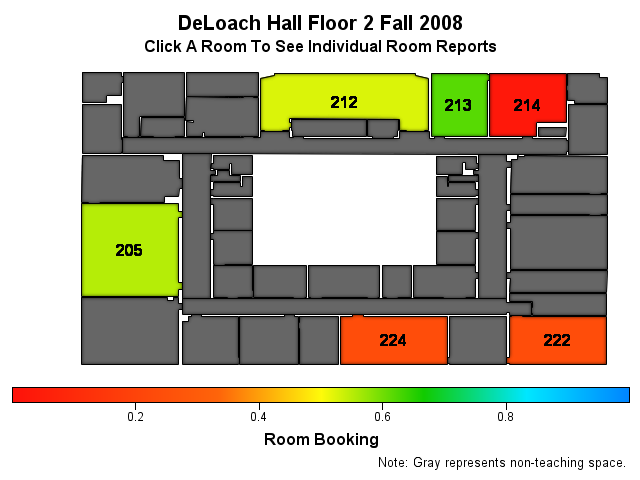 DeLoach Hall Floor 2 Fall 2008
Click A Room To See Individual Room Reports
212
213
214
205
224
222
0.2 0.4 0.6 0.8
Room Booking
Note: Gray represents non-teaching space.